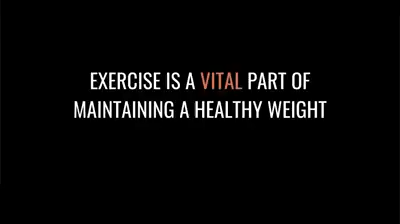 EXERCISE IS A VITAL PART OF
MAINTAINING A HEALTHY WEIGHT